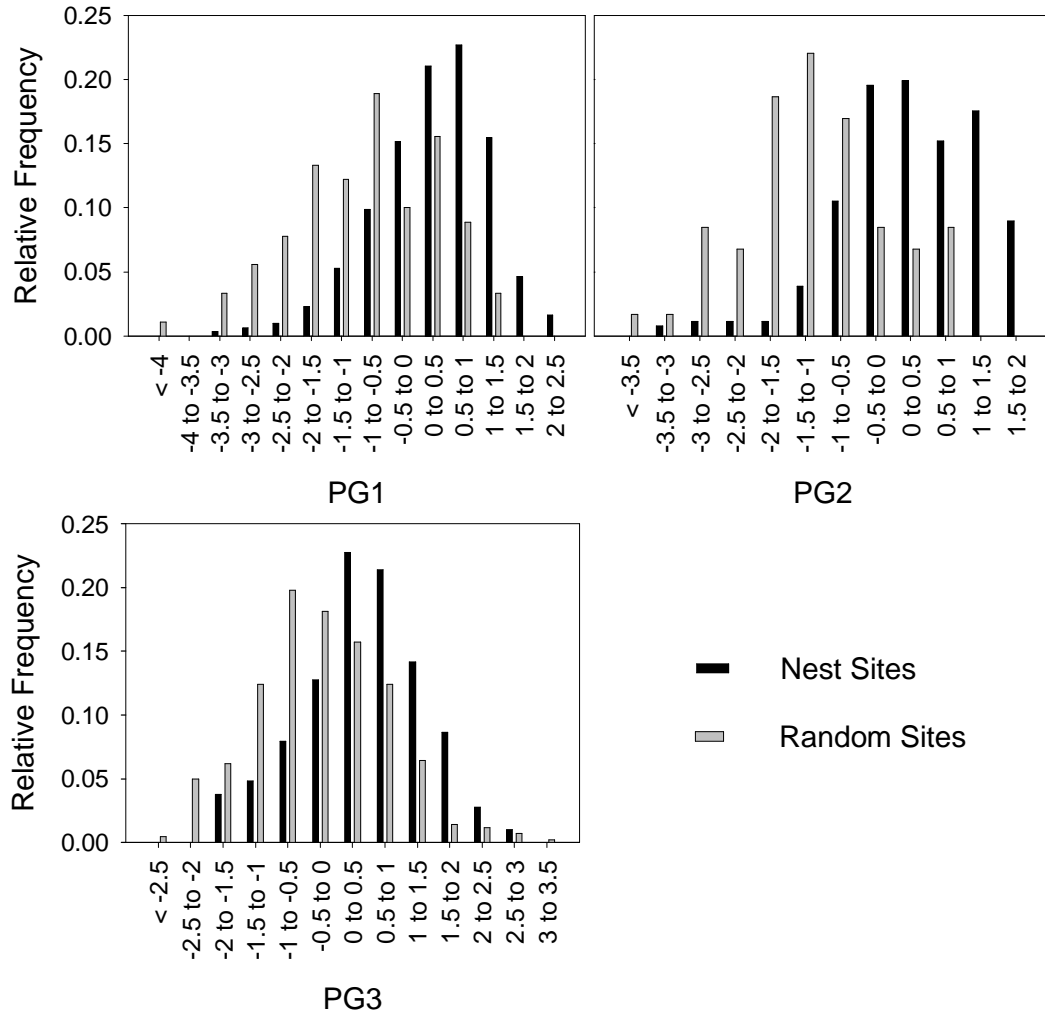 Relative Frequency
0.25
0.20
0.15
0.10
0.05
0.00
< -4
-4 to -3.5
-3.5 to -3
-3 to -2.5
-2.5 to -2
-2 to -1.5
-1.5 to -1
-1 to -0.5
-0.5 to 0
0 to 0.5
0.5 to 1
1 to 1.5
1.5 to 2
2 to 2.5
PG1
< -3.5
-3.5 to -3
-3 to -2.5
-2.5 to -2
-2 to -1.5
-1.5 to -1
-1 to -0.5
-0.5 to 0
0 to 0.5
0.5 to 1
1 to 1.5
1.5 to 2
PG2
Relative Frequency
0.25
0.20
0.15
0.10
0.05
0.00
< -2.5
-2.5 to -2
-2 to -1.5
-1.5 to -1
-1 to -0.5
-0.5 to 0
0 to 0.5
0.5 to 1
1 to 1.5
1.5 to 2
2 to 2.5
2.5 to 3
3 to 3.5
PG3
Nest Sites
Random Sites